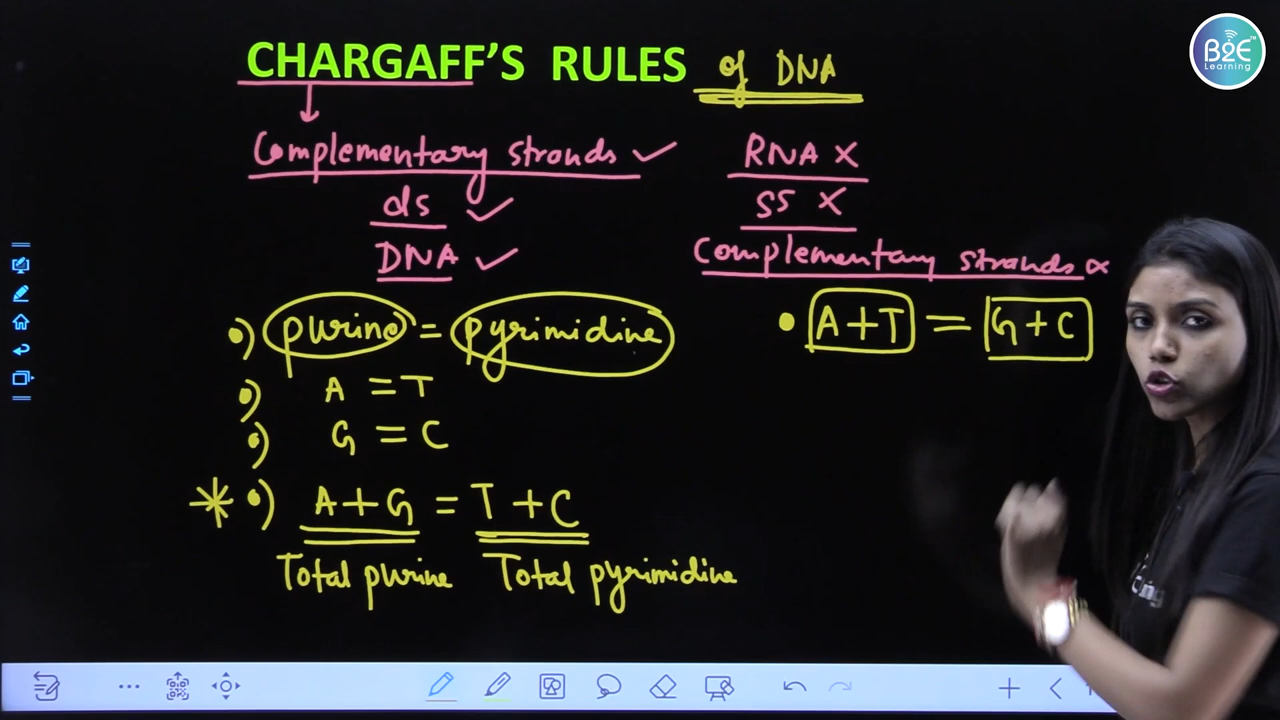 CHARGAFF'S RULES of DNA
B2E
Learning
Complementary strands ✓
RNA X
ds ✓
SS X
DNA ✓
Complementary strands ×
•) purine = pyrimidine
• A+T = G+C
•) A = T
•) G = C
* •) A+G = T+C
Total purine Total pyrimidine